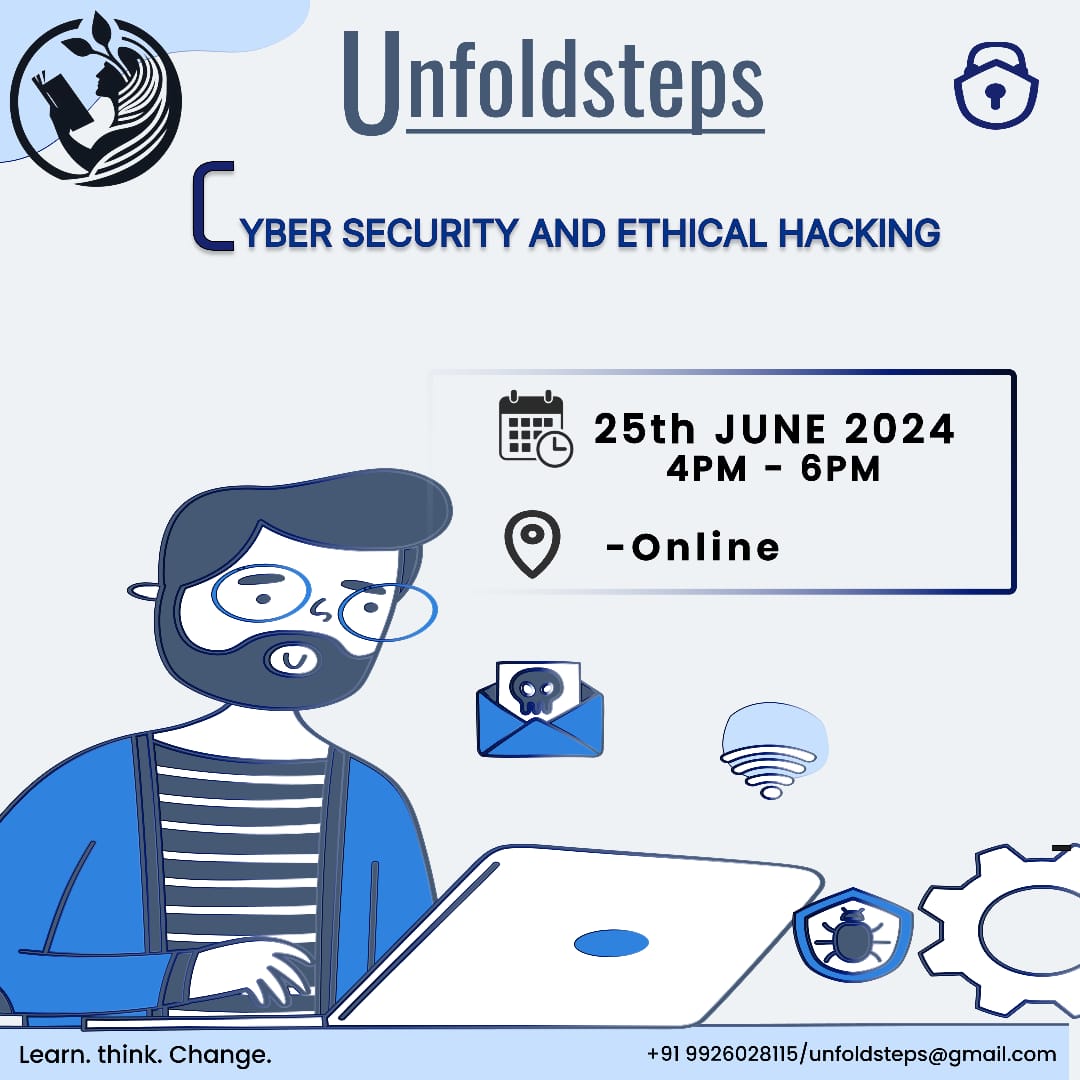 Unfoldsteps
CYBER SECURITY AND ETHICAL HACKING
25th JUNE 2024
4PM - 6PM
-Online
Learn. think. Change.
+91 9926028115/unfoldsteps@gmail.com